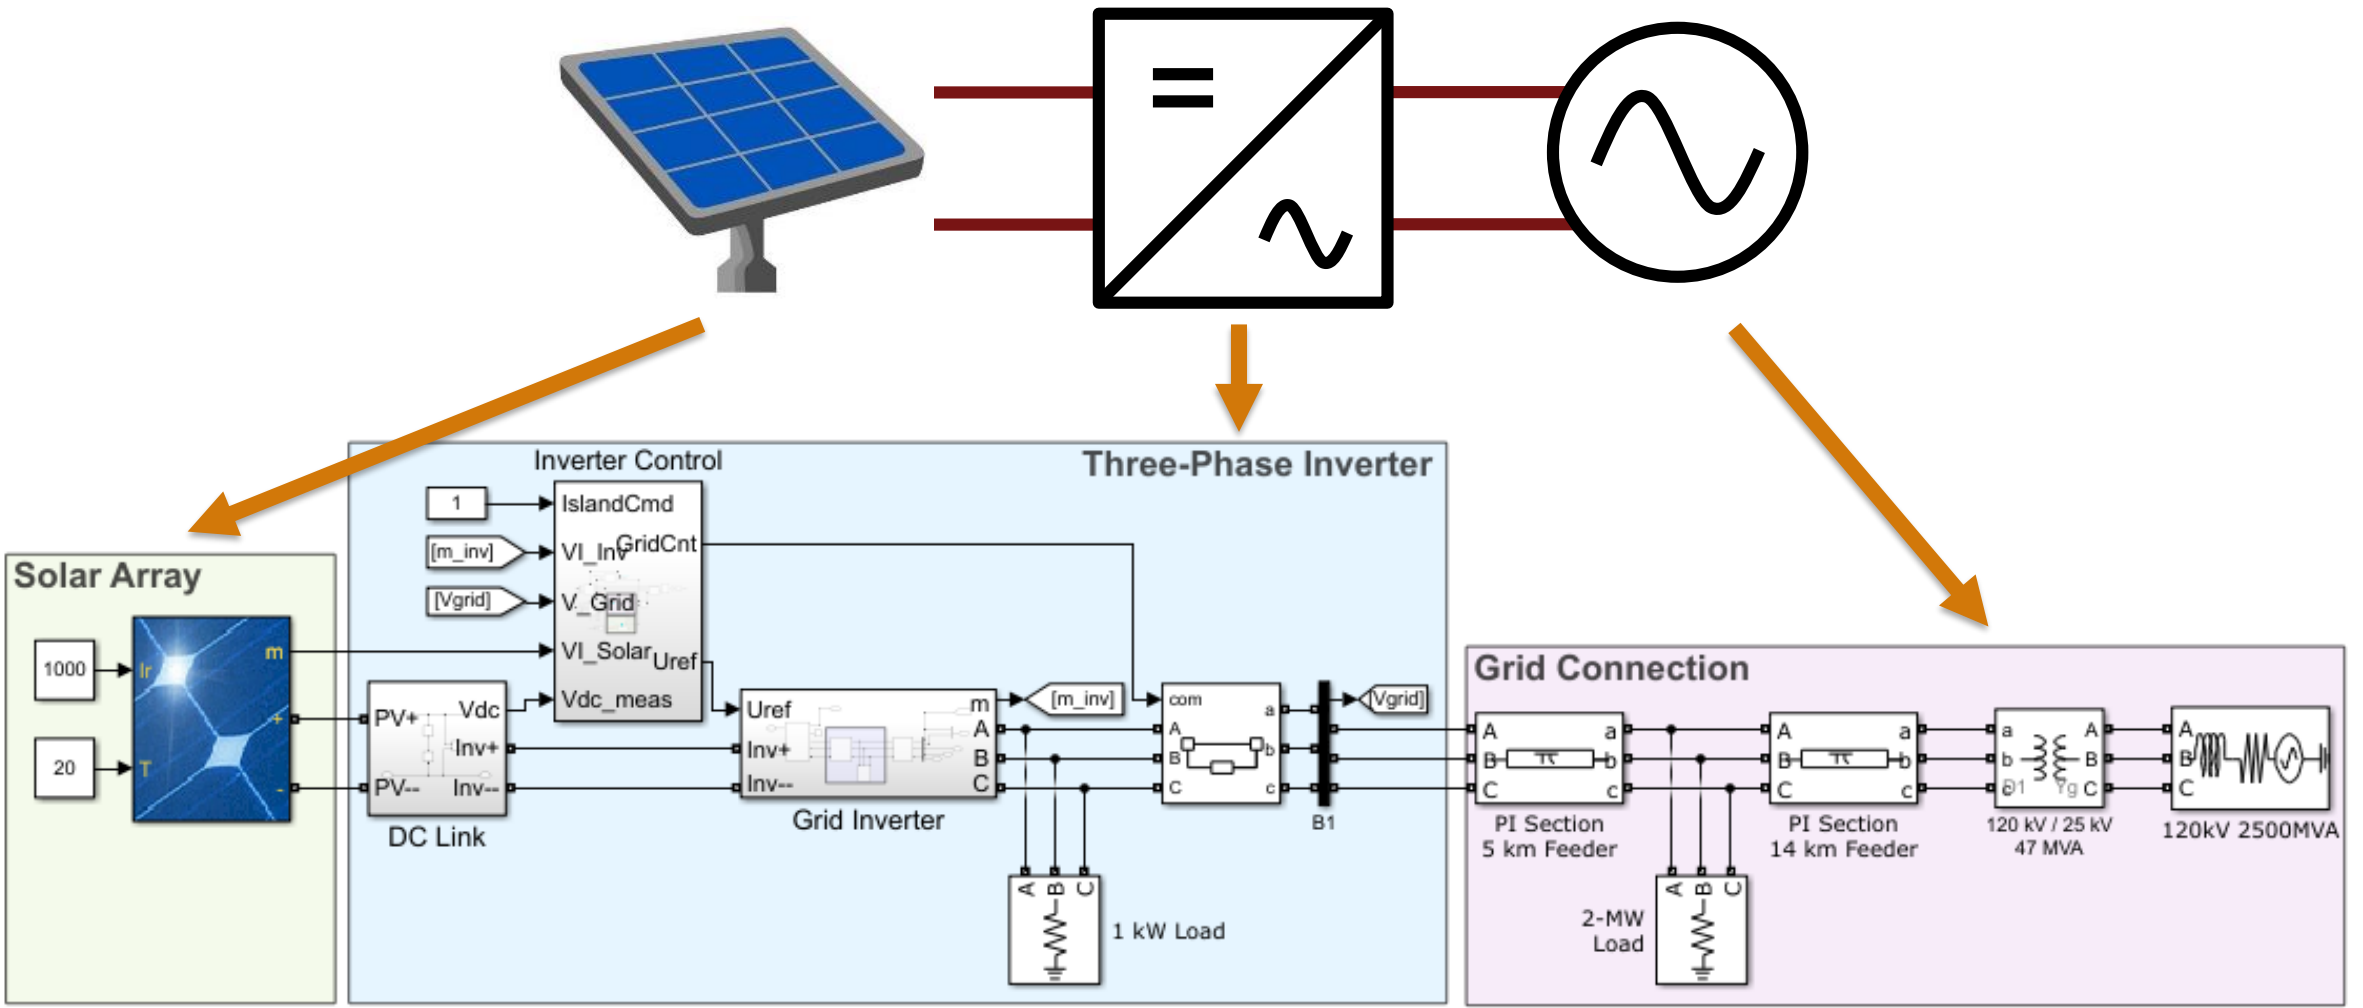 Inverter Control
Three-Phase Inverter
1
IslandCmd
[m_inv]
VI_Inv
GridCnt
[Vgrid]
V_Grid
VI_Solar
Uref
Vdc_meas
Solar Array
1000
Ir
m
20
T
+
-
PV+
Vdc
Inv+
PV--
Inv--
DC Link
Uref
m
A
Inv+
B
Inv--
C
Grid Inverter
[m_inv]
com
A
a
B
b
C
c
[Vgrid]
B1
A
B
C
1 kW Load
Grid Connection
A
a
B
b
C
c
PI Section
5 km Feeder
A
B
C
2-MW
Load
A
a
B
b
C
c
PI Section
14 km Feeder
a
A
b
B
c
C
D1
Yg
120 kV / 25 kV
47 MVA
A
B
C
120kV 2500MVA